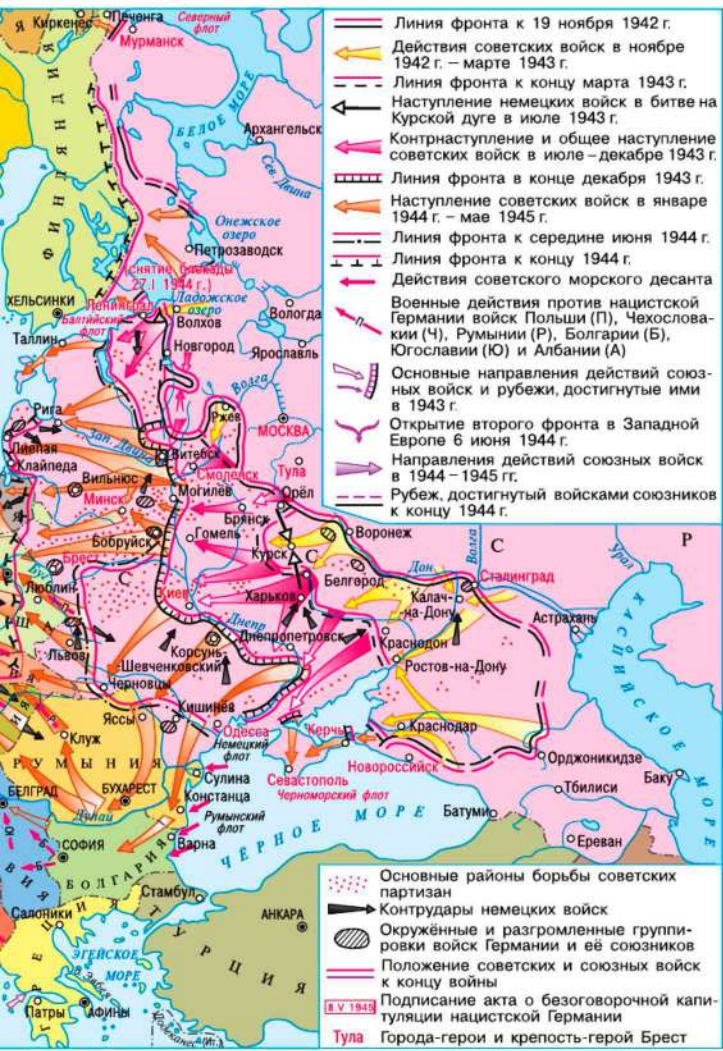 Киркенес
Печенга
Северный
флот
Мурманск
БЕЛОЕ МОРЕ
Архангельск
Сев. Двина
ФИНЛЯНДИЯ
Онежское
озеро
Петрозаводск
(снятие блокады
27.I 1944 г.)
ХЕЛЬСИНКИ
Ленинград
Ладожское
озеро
Балтийский
флот
Волхов
Вологда
Таллин
Новгород
Ярославль
Волга
Рига
Ржев
МОСКВА
Зап. Двина
Лиепая
Клайпеда
Витебск
Вильнюс
Смоленск
Тула
Минск
Могилёв
Орёл
Брянск
Бобруйск
Гомель
Воронеж
Курск
С
С
Р
Брест
Буг
Дон
Волга
Урал
Белгород
Сталинград
Люблин
С
Киев
Харьков
Калач-
на-Дону
Астрахань
Днепр
Львов
Корсунь-
Шевченковский
Днепропетровск
Краснодон
Ростов-на-Дону
КАСПИЙСКОЕ МОРЕ
Черновцы
Кишинёв
Яссы
Одесса
Немецкий
флот
Керчь
Краснодар
Клуж
РУМЫНИЯ
Севастополь
Черноморский флот
Новороссийск
Орджоникидзе
Сулина
БЕЛГРАД
БУХАРЕСТ
Констанца
Тбилиси
Баку
Дунай
Румынский
флот
Батуми
ЧЁРНОЕ МОРЕ
Варна
Ереван
СОФИЯ
Ю
Б
Б
БОЛГАРИЯ
ВИЯ
Стамбул
Салоники
АНКАРА
ТУРЦИЯ
ГРЕЦИЯ
ЭГЕЙСКОЕ
МОРЕ
о. Эвбея
Патры
АФИНЫ
Додеканес (Ит.)
Линия фронта к 19 ноября 1942 г.
Действия советских войск в ноябре
1942 г. – марте 1943 г.
Линия фронта к концу марта 1943 г.
Наступление немецких войск в битве на
Курской дуге в июле 1943 г.
Контрнаступление и общее наступление
советских войск в июле – декабре 1943 г.
Линия фронта в конце декабря 1943 г.
Наступление советских войск в январе
1944 г. – мае 1945 г.
Линия фронта к середине июня 1944 г.
Линия фронта к концу 1944 г.
Действия советского морского десанта
П
Военные действия против нацистской
Германии войск Польши (П), Чехослова-
кии (Ч), Румынии (Р), Болгарии (Б),
Югославии (Ю) и Албании (А)
Основные направления действий союз-
ных войск и рубежи, достигнутые ими
в 1943 г.
Открытие второго фронта в Западной
Европе 6 июня 1944 г.
Направления действий союзных войск
в 1944 – 1945 гг.
Рубеж, достигнутый войсками союзников
к концу 1944 г.
Основные районы борьбы советских
партизан
Контрудары немецких войск
Окружённые и разгромленные группи-
ровки войск Германии и её союзников
Положение советских и союзных войск
к концу войны
8.V 1945
Подписание акта о безоговорочной капи-
туляции нацистской Германии
Тула
Города-герои и крепость-герой Брест